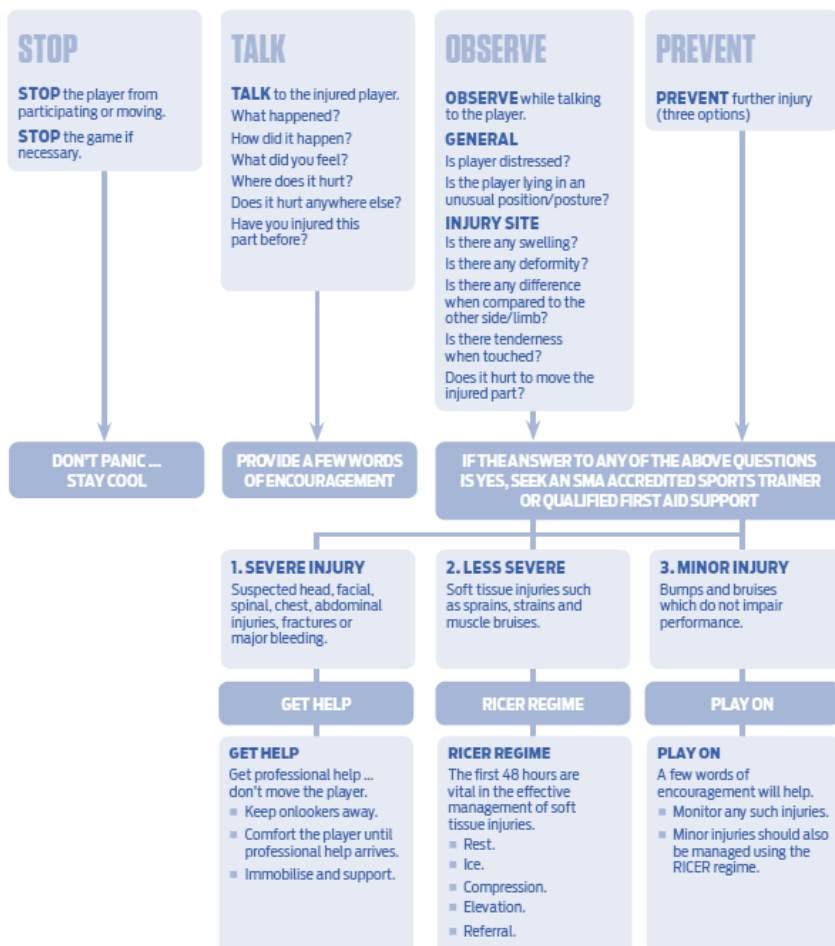 STOP
STOP the player from
participating or moving.
STOP the game if
necessary.
TALK
TALK to the injured player.
What happened?
How did it happen?
What did you feel?
Where does it hurt?
Does it hurt anywhere else?
Have you injured this
part before?
OBSERVE
OBSERVE while talking
to the player.
GENERAL
Is player distressed?
Is the player lying in an
unusual position/posture?
INJURY SITE
Is there any swelling?
Is there any deformity?
Is there any difference
when compared to the
other side/limb?
Is there tenderness
when touched?
Does it hurt to move the
injured part?
PREVENT
PREVENT further injury
(three options)
DON'T PANIC ...
STAY COOL
PROVIDE A FEW WORDS
OF ENCOURAGEMENT
IF THE ANSWER TO ANY OF THE ABOVE QUESTIONS
IS YES, SEEK AN SMA ACCREDITED SPORTS TRAINER
OR QUALIFIED FIRST AID SUPPORT
1. SEVERE INJURY
Suspected head, facial,
spinal, chest, abdominal
injuries, fractures or
major bleeding.
2. LESS SEVERE
Soft tissue injuries such
as sprains, strains and
muscle bruises.
3. MINOR INJURY
Bumps and bruises
which do not impair
performance.
GET HELP
RICER REGIME
PLAY ON
GET HELP
Get professional help ...
don't move the player.
Keep onlookers away.
Comfort the player until
professional help arrives.
Immobilise and support.
RICER REGIME
The first 48 hours are
vital in the effective
management of soft
tissue injuries.
Rest.
Ice.
Compression.
Elevation.
Referral.
PLAY ON
A few words of
encouragement will help.
Monitor any such injuries.
Minor injuries should also
be managed using the
RICER regime.